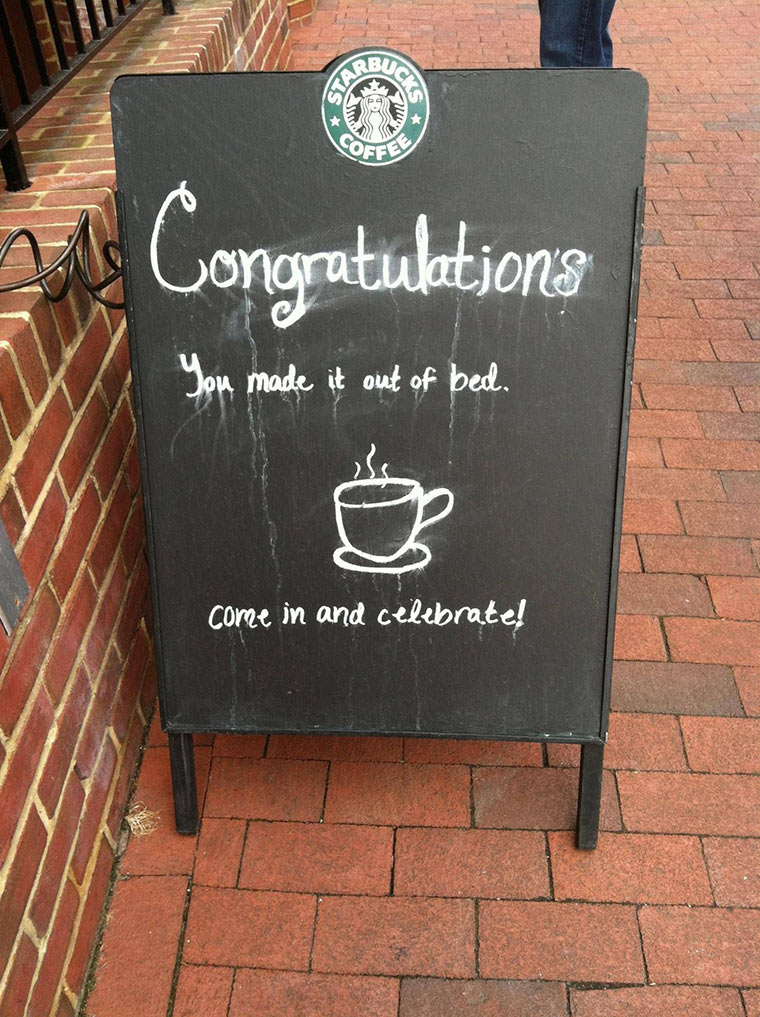 STARBUCKS
COFFEE
Congratulations
You made it out of bed.
come in and celebrate!